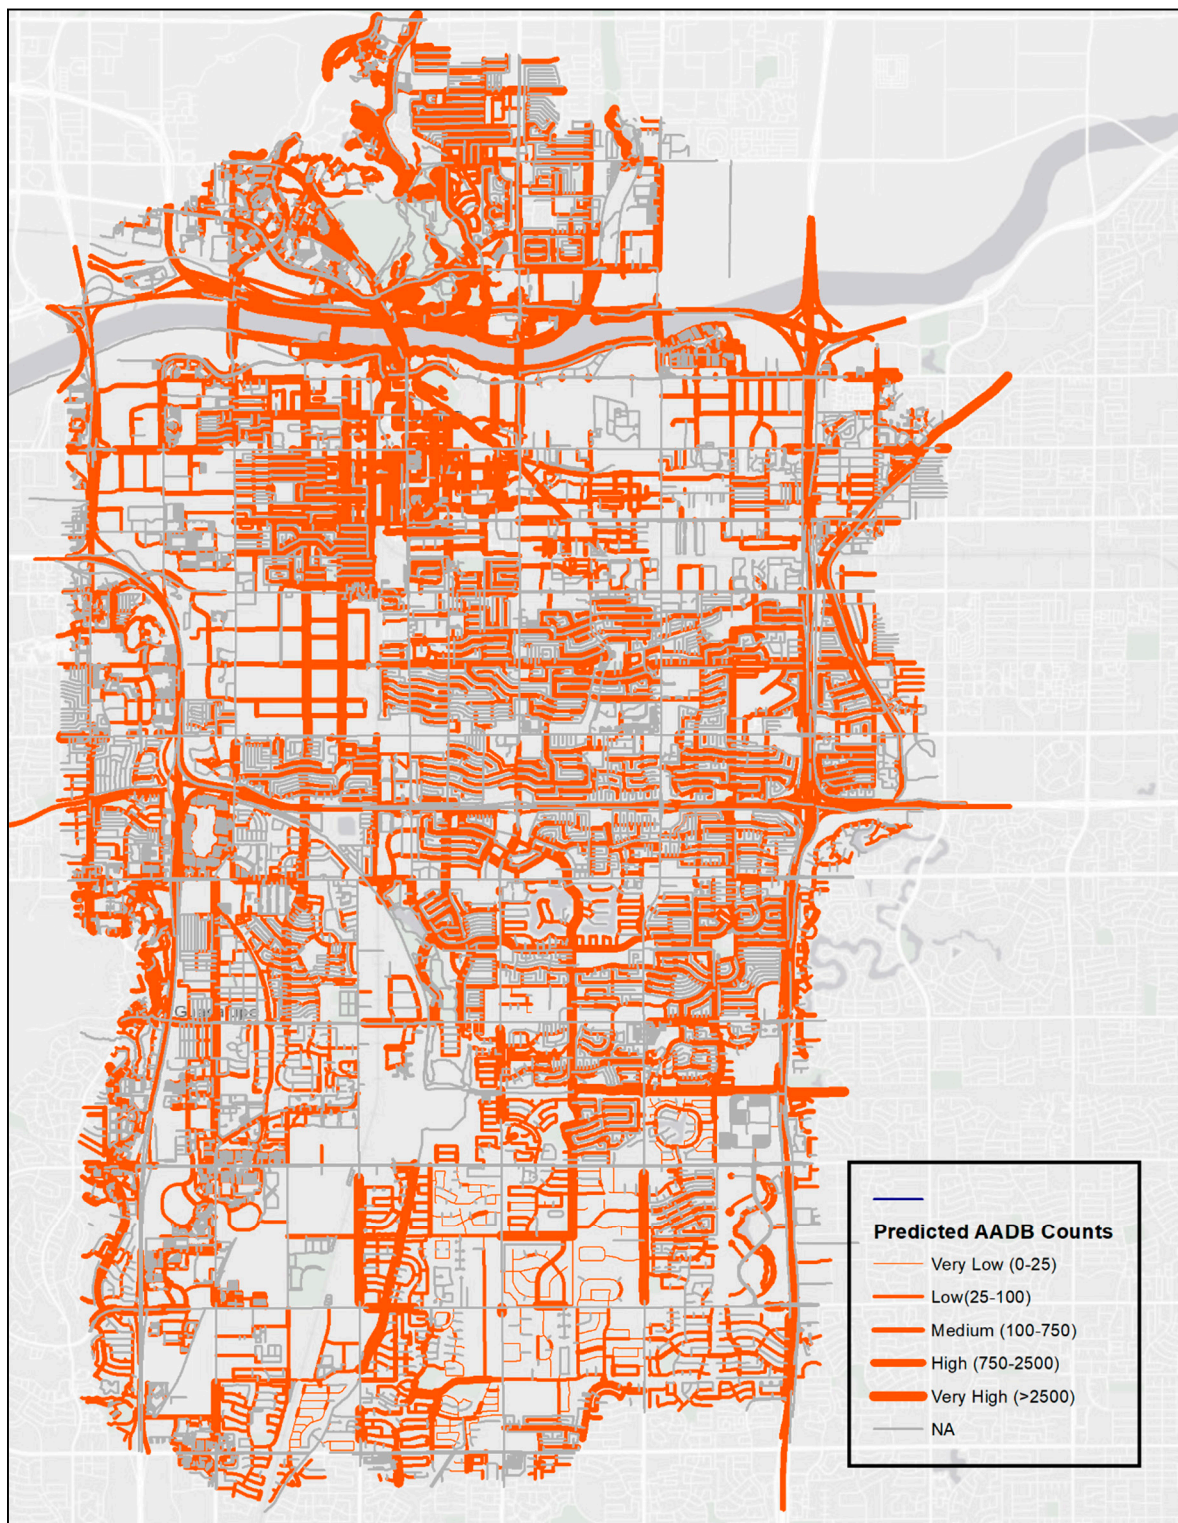 Guadalupe
Predicted AADB Counts
Very Low (0-25)
Low(25-100)
Medium (100-750)
High (750-2500)
Very High (>2500)
NA